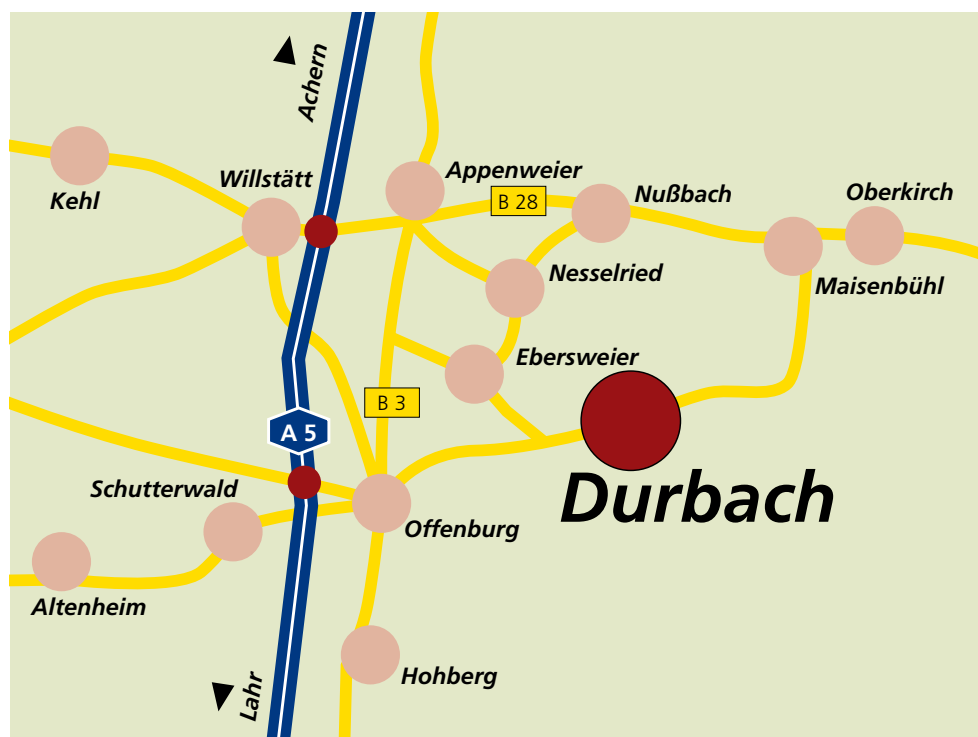 Achern
Appenweier
Willstätt
Kehl
B 28
Nußbach
Oberkirch
Nesselried
Maisenbühl
Ebersweier
B 3
A 5
Durbach
Schutterwald
Offenburg
Altenheim
Hohberg
Lahr